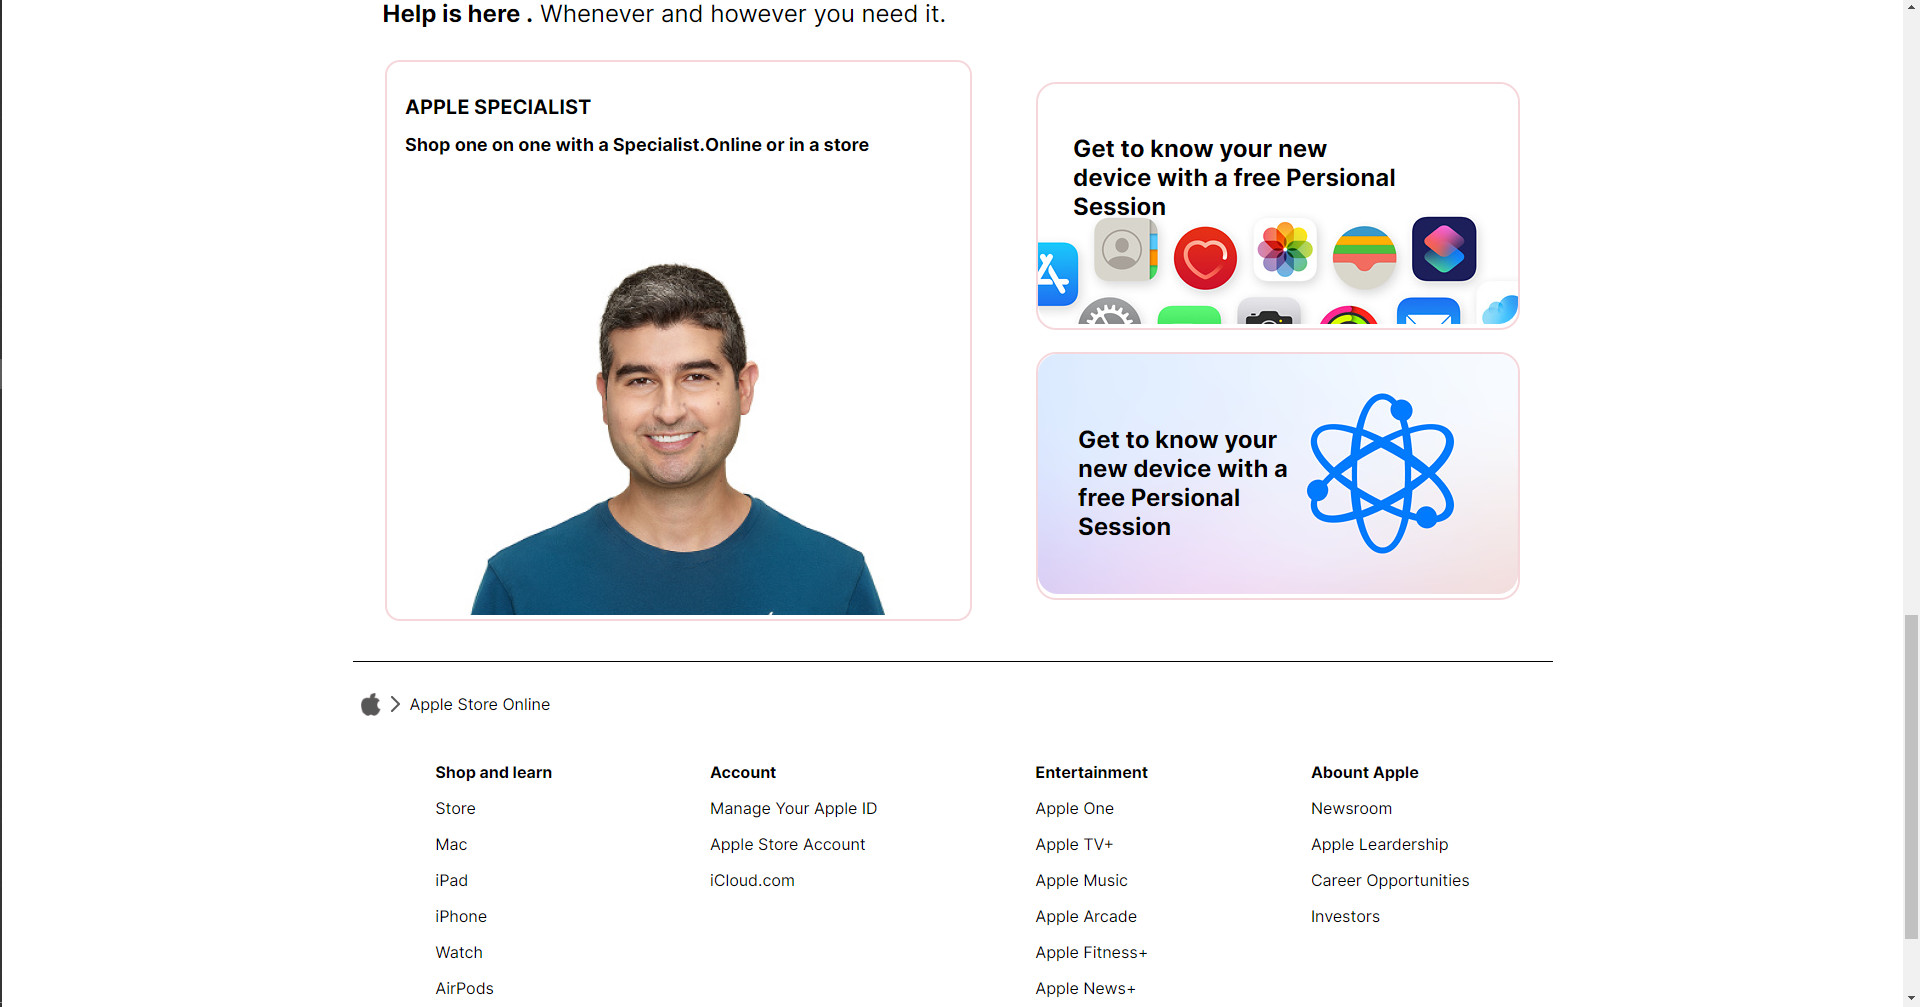 Help is here . Whenever and however you need it.
APPLE SPECIALIST
Shop one on one with a Specialist.Online or in a store
Get to know your new
device with a free Persional
Session
Get to know your
new device with a
free Persional
Session
Apple Store Online
Shop and learn
Store
Mac
iPad
iPhone
Watch
AirPods
Account
Manage Your Apple ID
Apple Store Account
iCloud.com
Entertainment
Apple One
Apple TV+
Apple Music
Apple Arcade
Apple Fitness+
Apple News+
Abount Apple
Newsroom
Apple Leardership
Career Opportunities
Investors